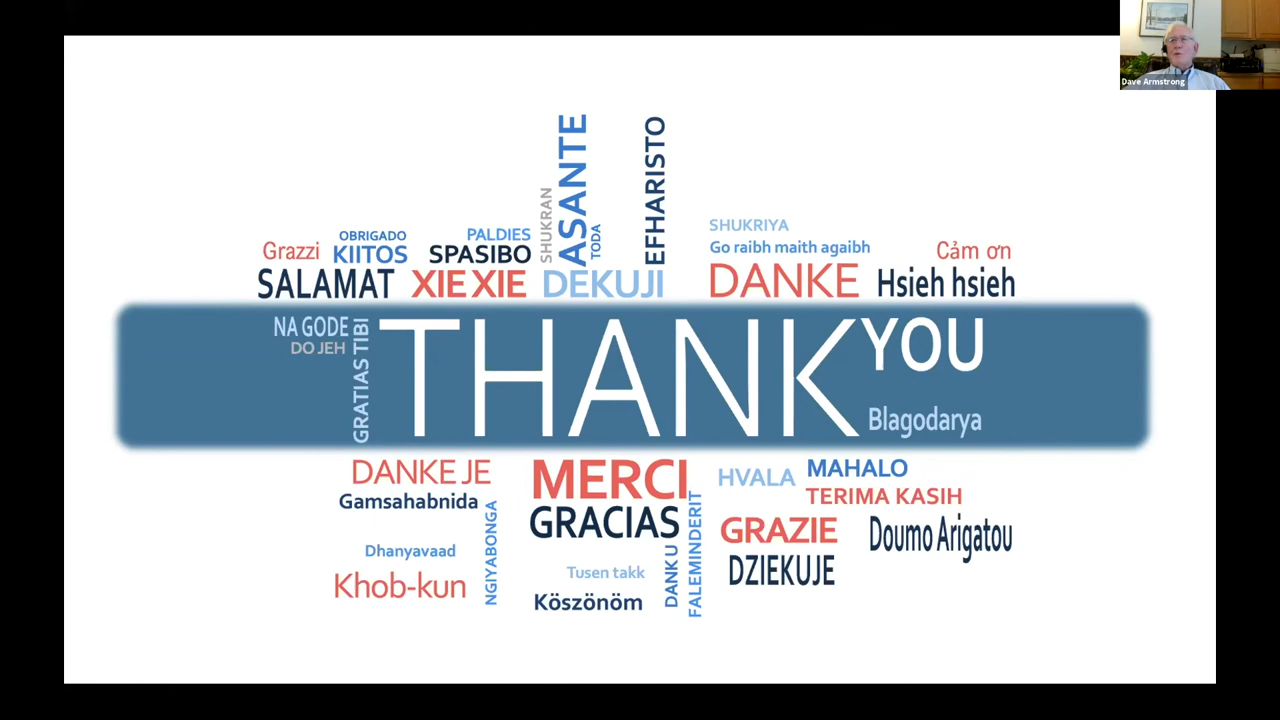 Dave Armstrong
ASANTE
EFHARISTO
SHUKRAN
TODA
SHUKRIYA
OBRIGADO
PALDIES
Go raibh maith agaibh
Grazzi
KIITOS
SPASIBO
Cảm ơn
SALAMAT
XIE XIE
DEKUJI
DANKE
Hsieh hsieh
NA GODE
DO JEH
GRATIAS TIBI
THANK YOU
Blagodarya
DANKE JE
MERCI
HVALA
MAHALO
Gamsahabnida
TERIMA KASIH
GRACIAS
GRAZIE
Doumo Arigatou
NGIYABONGA
FALEMINDERIT
DANK U
Dhanyavaad
Tusen takk
DZIEKUJE
Khob-kun
Köszönöm